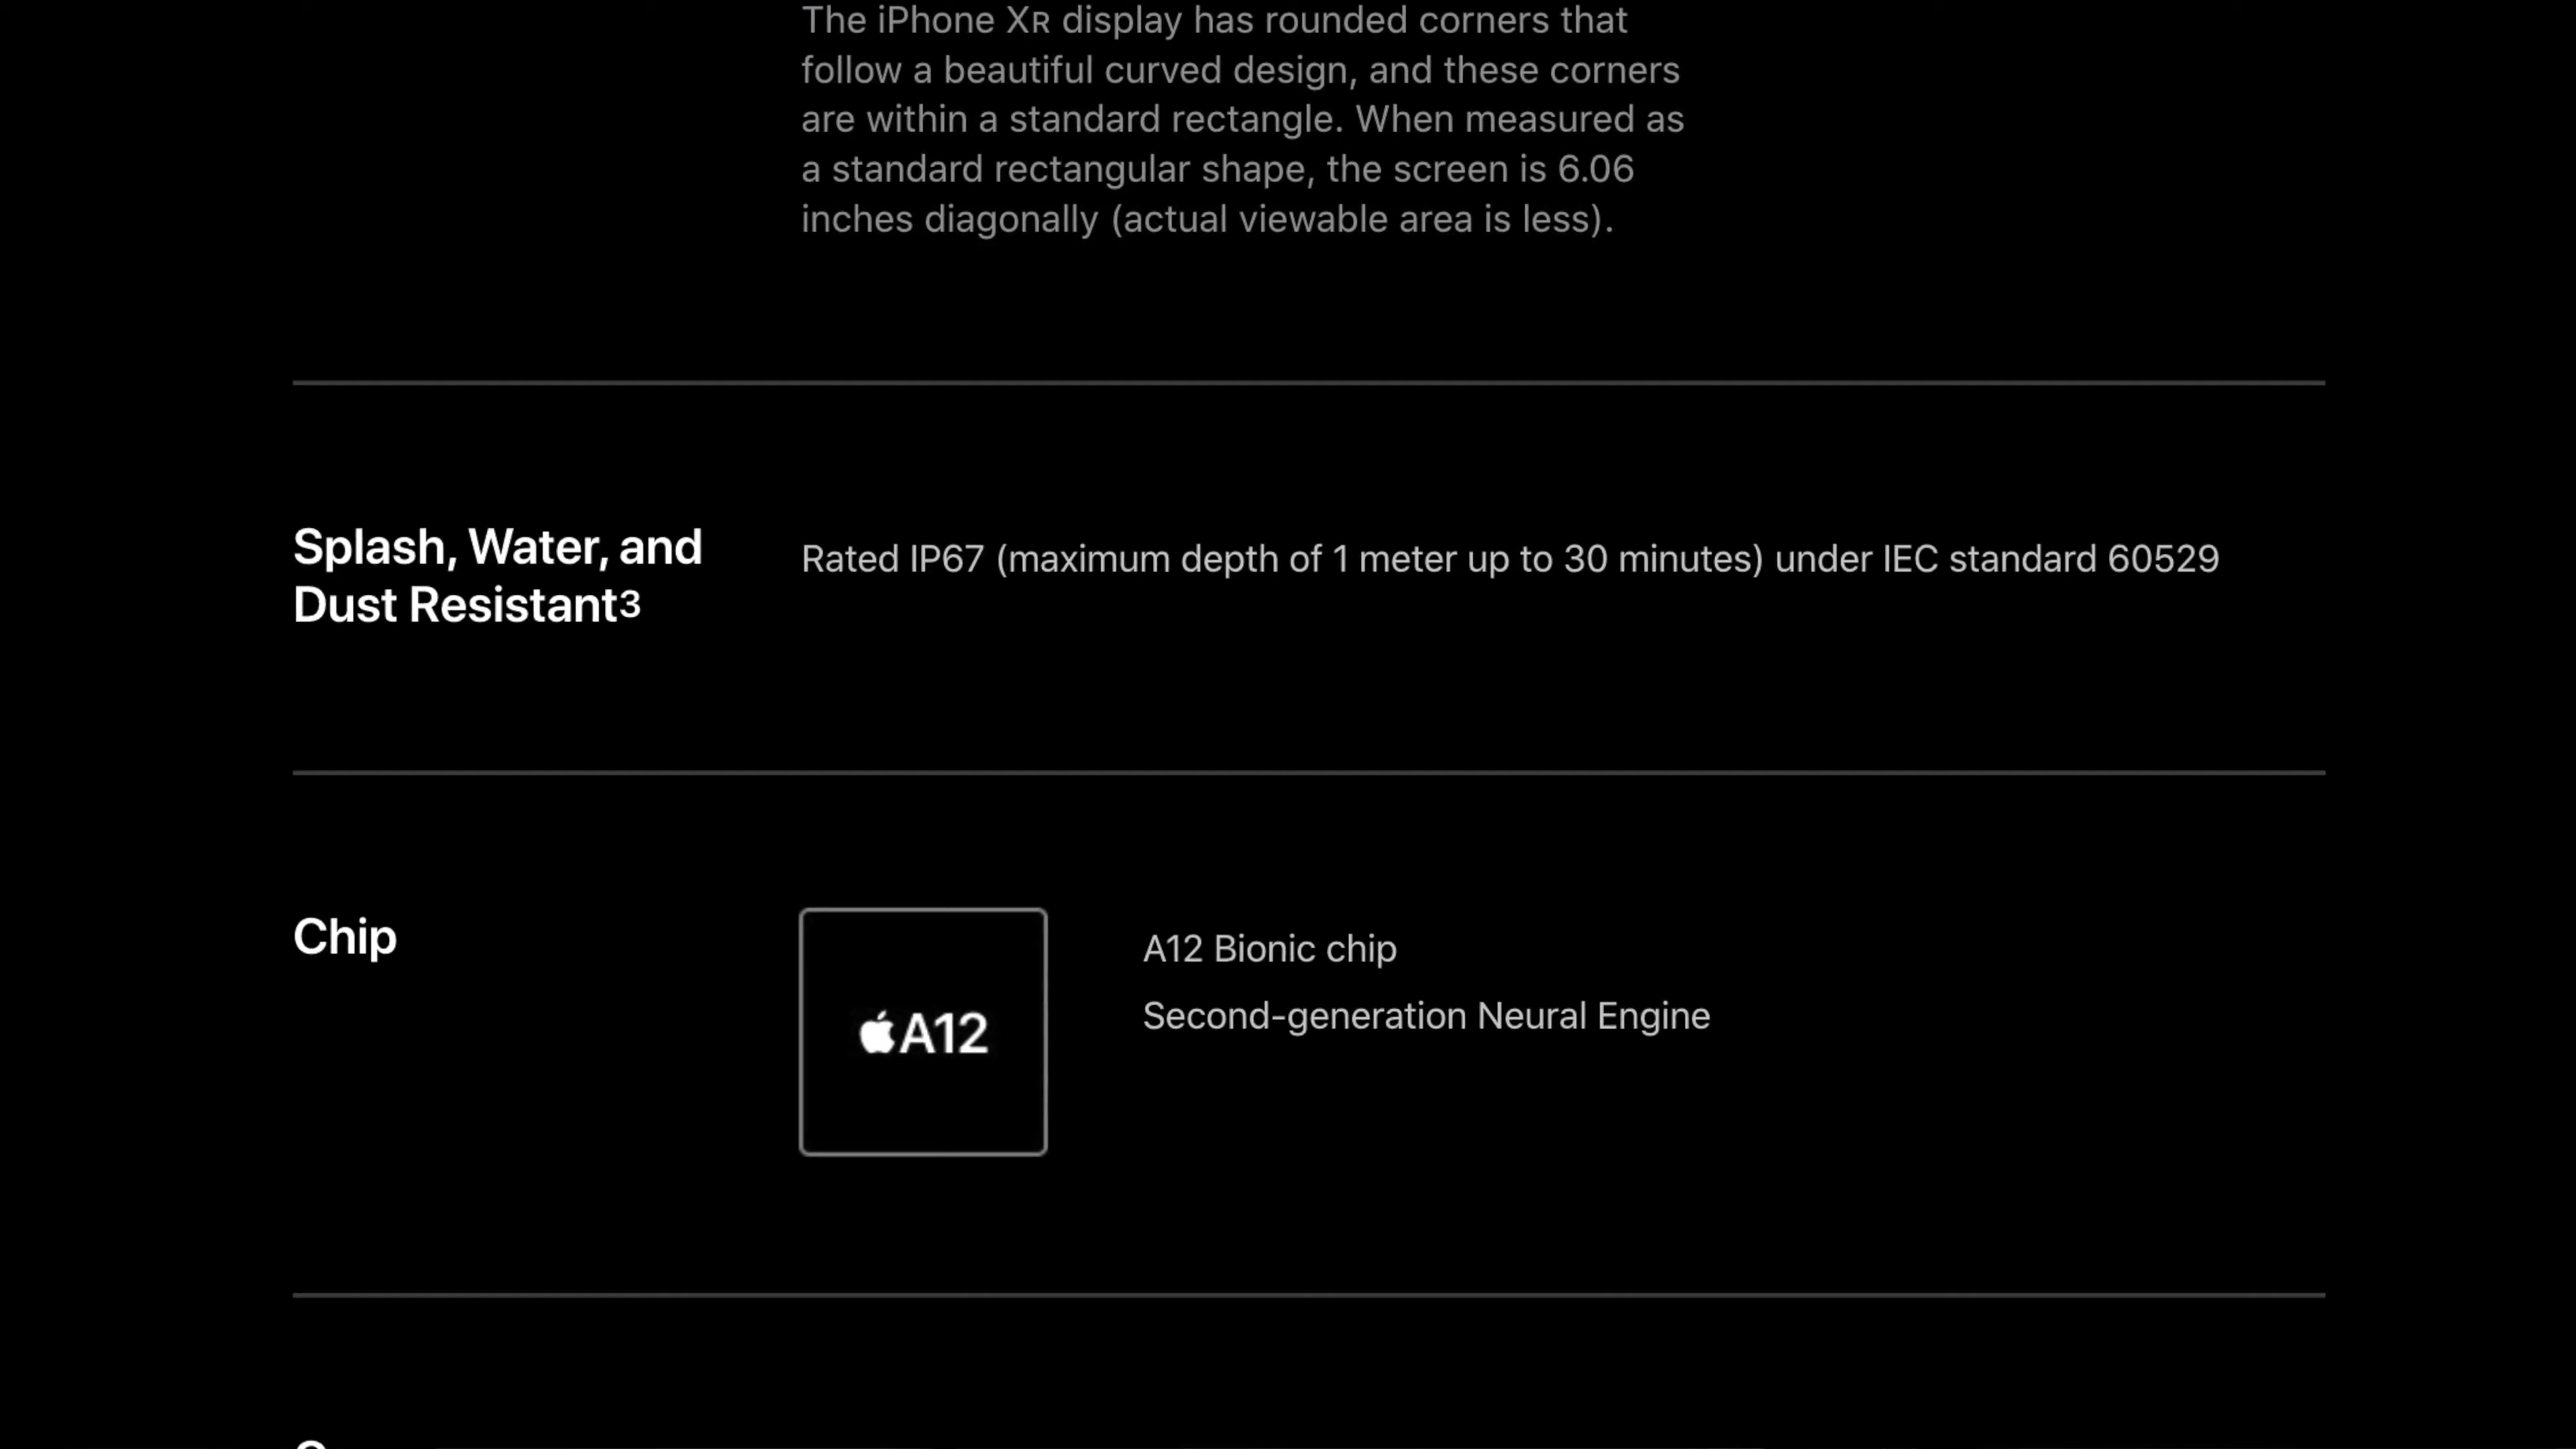 The iPhone XR display has rounded corners that
follow a beautiful curved design, and these corners
are within a standard rectangle. When measured as
a standard rectangular shape, the screen is 6.06
inches diagonally (actual viewable area is less).
Splash, Water, and
Dust Resistant3
Rated IP67 (maximum depth of 1 meter up to 30 minutes) under IEC standard 60529
Chip
A12
A12 Bionic chip
Second-generation Neural Engine